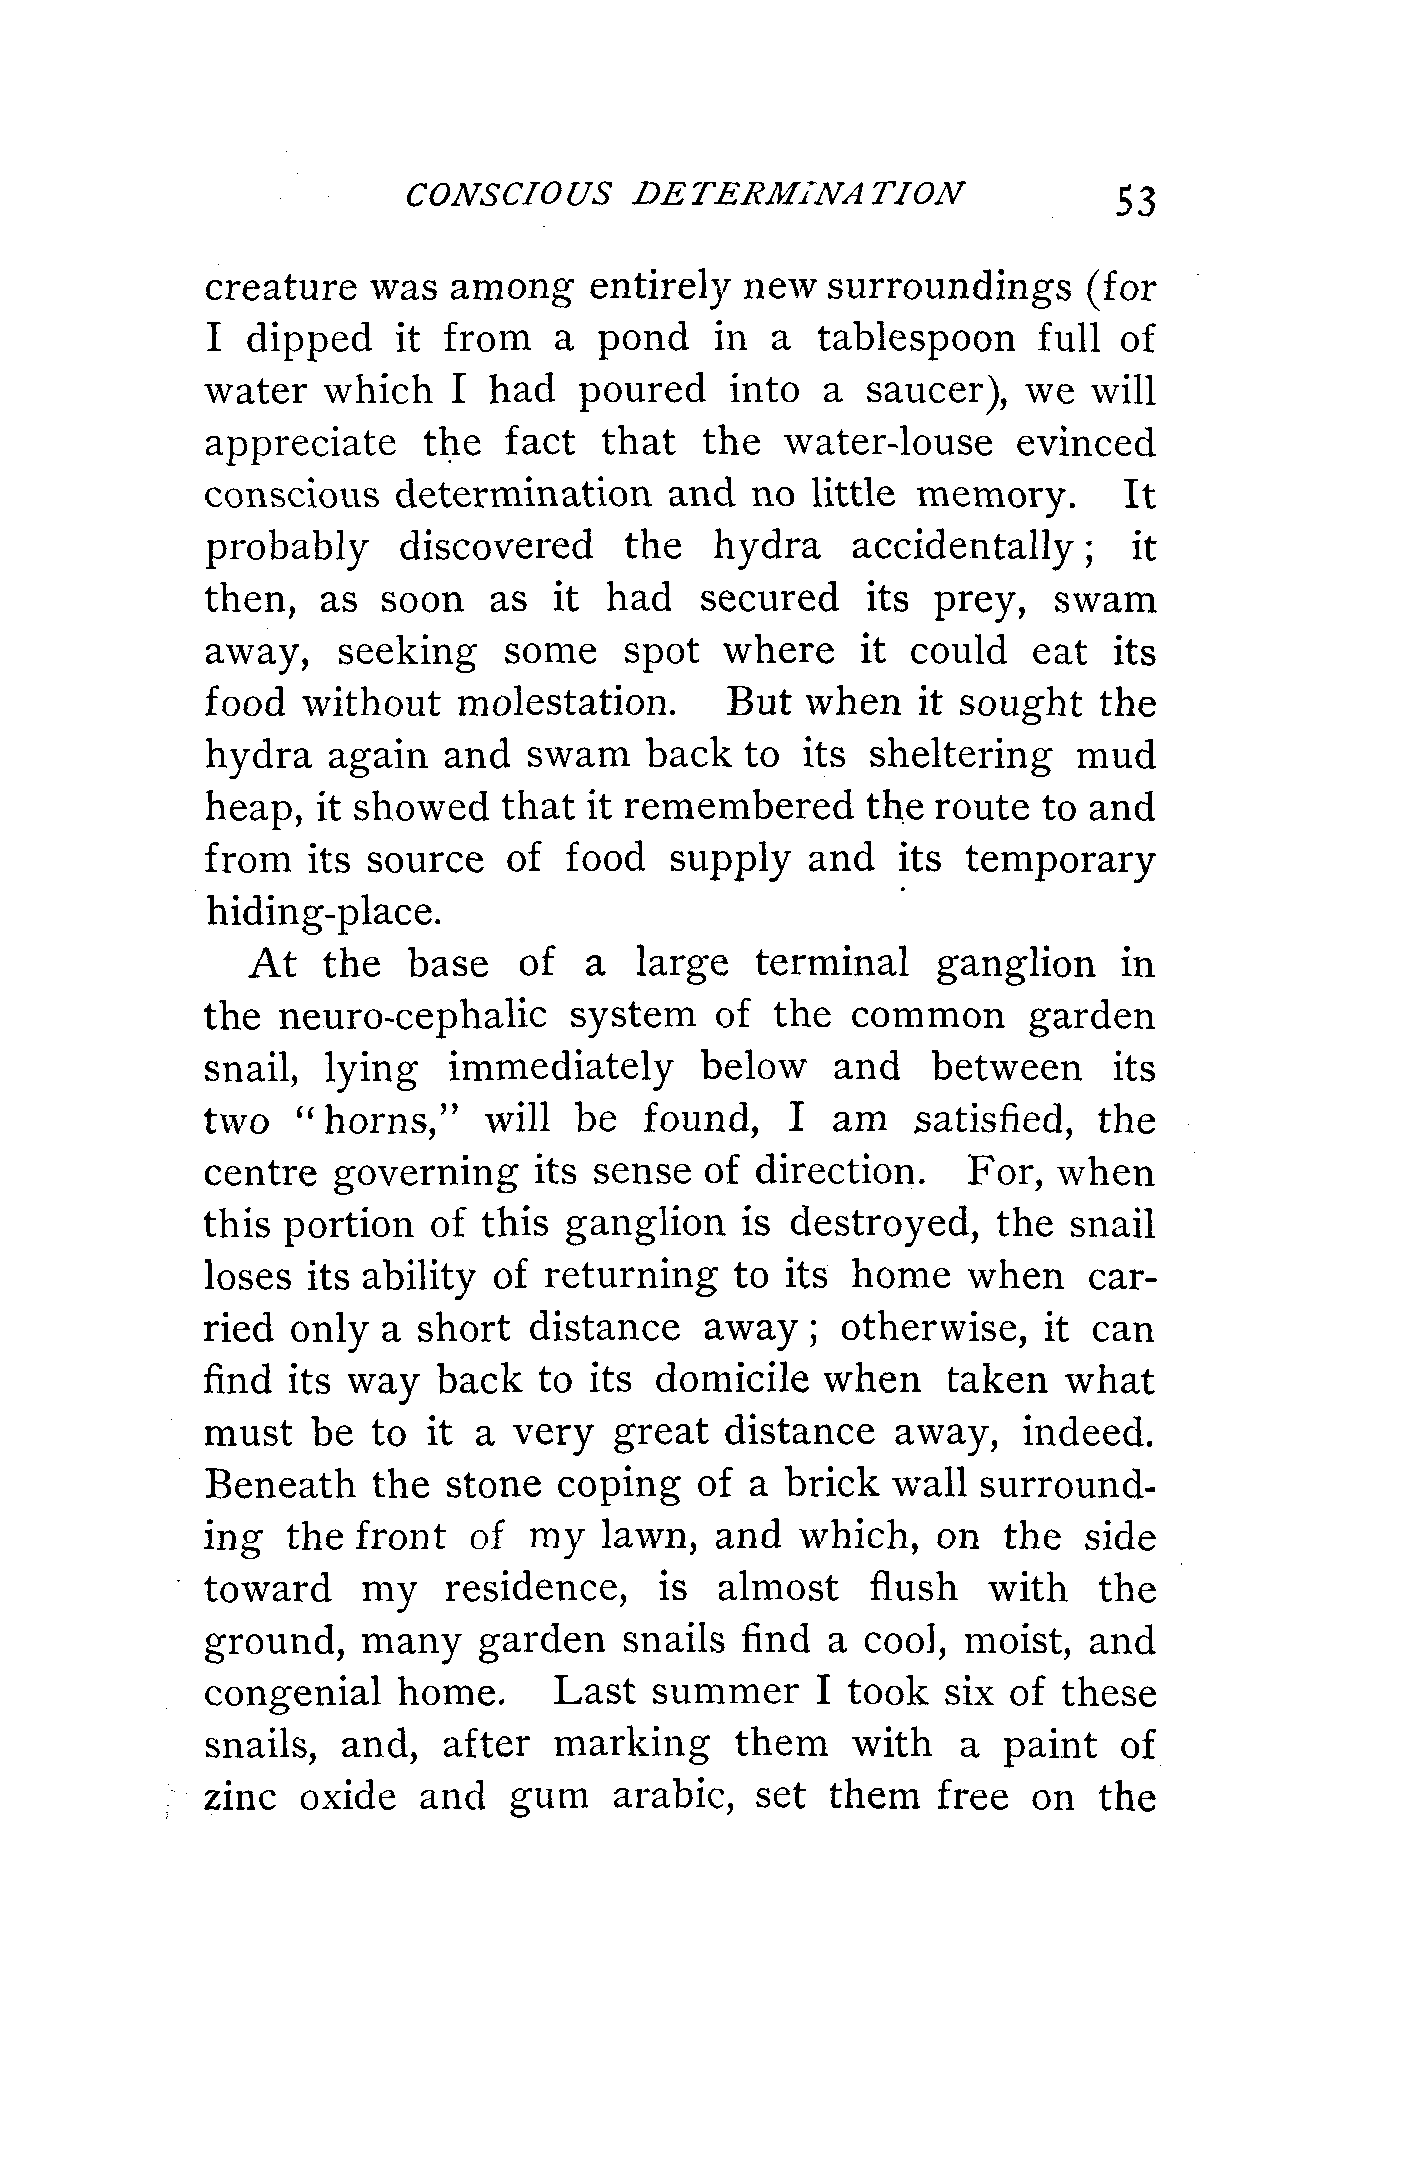 CONSCIOUS DETERMINATION 53
creature was among entirely new surroundings (for
I dipped it from a pond in a tablespoon full of
water which I had poured into a saucer), we will
appreciate the fact that the water-louse evinced
conscious determination and no little memory. It
probably discovered the hydra accidentally; it
then, as soon as it had secured its prey, swam
away, seeking some spot where it could eat its
food without molestation. But when it sought the
hydra again and swam back to its sheltering mud
heap, it showed that it remembered the route to and
from its source of food supply and its temporary
hiding-place.
At the base of a large terminal ganglion in
the neuro-cephalic system of the common garden
snail, lying immediately below and between its
two "horns," will be found, I am satisfied, the
centre governing its sense of direction. For, when
this portion of this ganglion is destroyed, the snail
loses its ability of returning to its home when car-
ried only a short distance away; otherwise, it can
find its way back to its domicile when taken what
must be to it a very great distance away, indeed.
Beneath the stone coping of a brick wall surround-
ing the front of my lawn, and which, on the side
toward my residence, is almost flush with the
ground, many garden snails find a cool, moist, and
congenial home. Last summer I took six of these
snails, and, after marking them with a paint of
zinc oxide and gum arabic, set them free on the